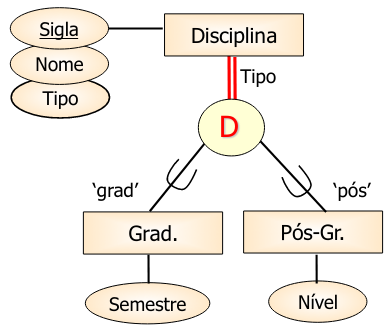 Sigla
Disciplina
Nome
Tipo
Tipo
D
‘grad’
‘pós’
Grad.
Pós-Gr.
Semestre
Nível